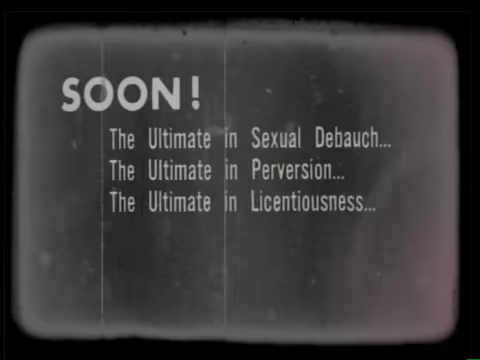 SOON!
The Ultimate in Sexual Debauch...
The Ultimate in Perversion...
The Ultimate in Licentiousness...